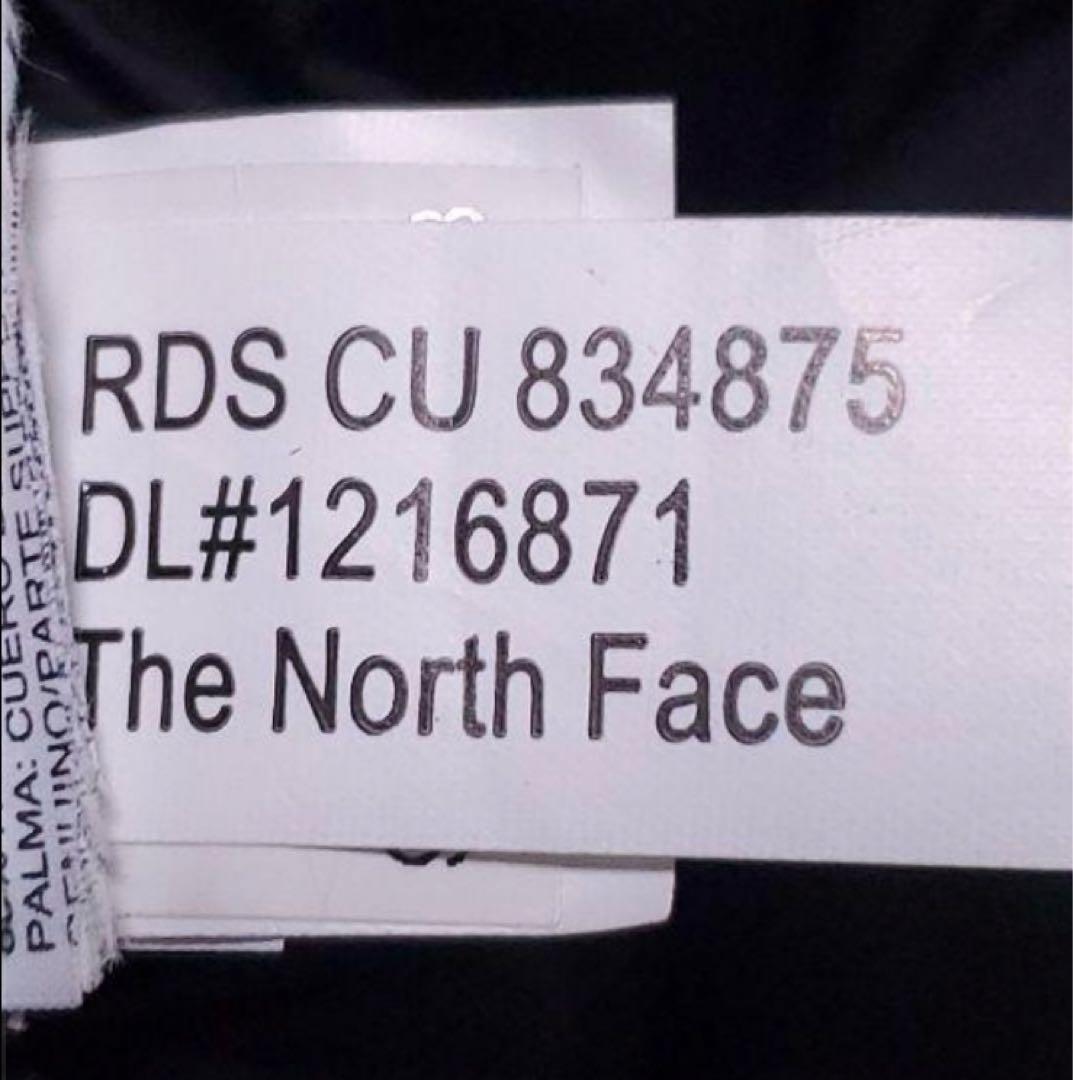 RDS CU 834875
DL#1216871
The North Face
PALMA: CUERO